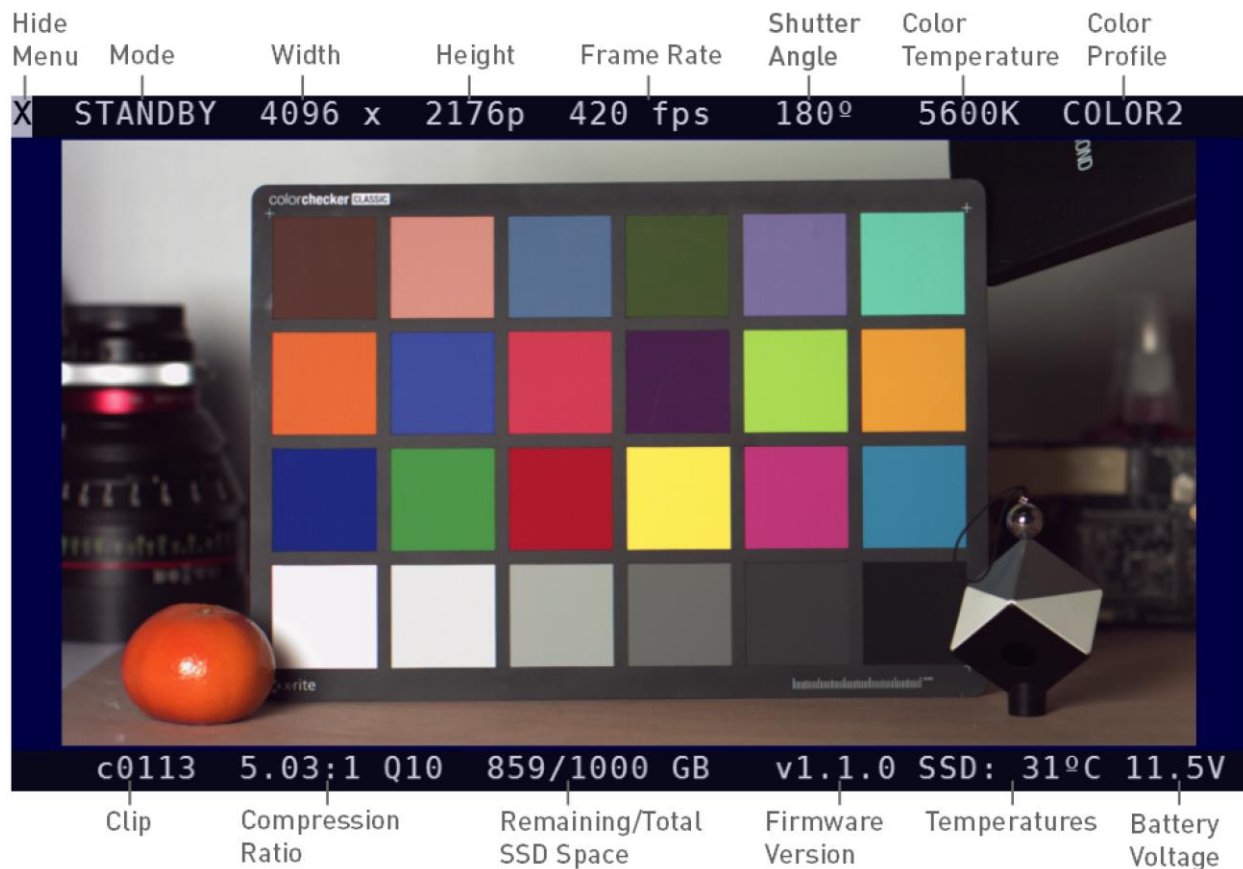 Hide
Menu
Mode
Width
Height
Frame Rate
Shutter
Angle
Color
Temperature
Color
Profile
X STANDBY 4096 x 2176p 420 fps 180º 5600K COLOR2
OND
colorchecker CLASSIC
x-rite
c0113 5.03:1 Q10 859/1000 GB v1.1.0 SSD: 31ºC 11.5V
Clip
Compression
Ratio
Remaining/Total
SSD Space
Firmware
Version
Temperatures
Battery
Voltage